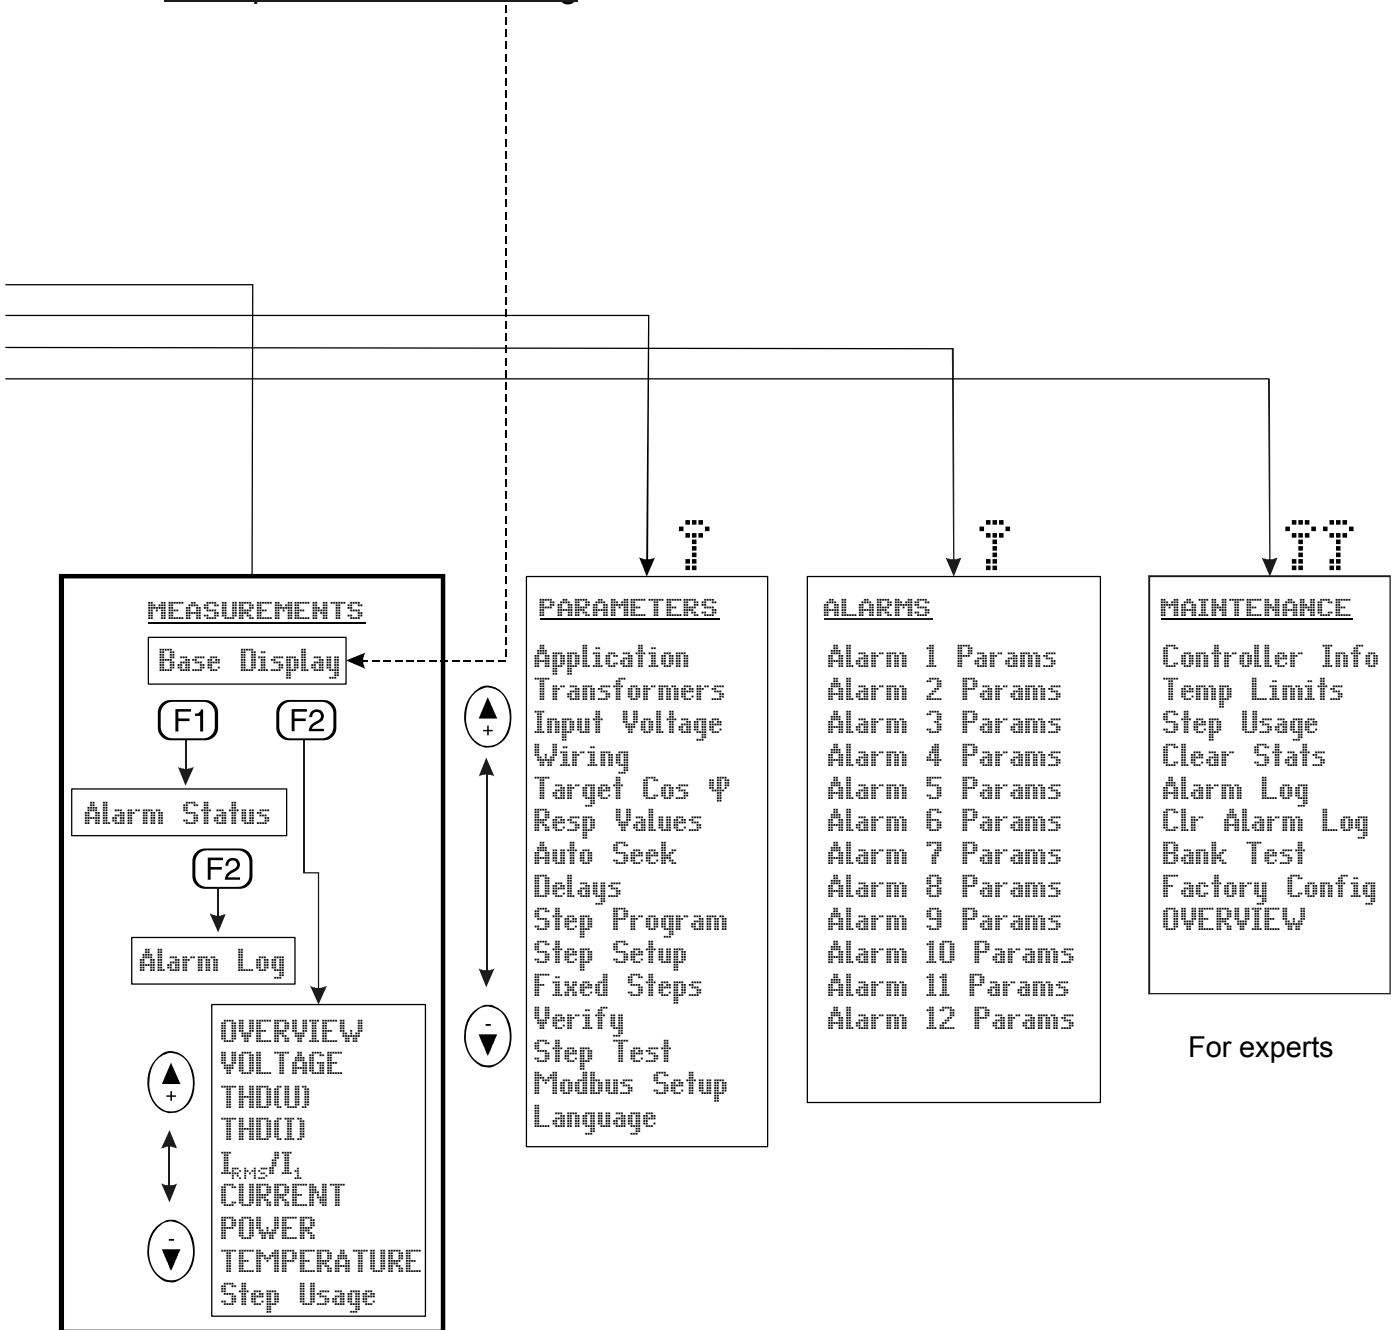 MEASUREMENTS
Base Display
F1 F2
Alarm Status
F2
Alarm Log
OVERVIEW
VOLTAGE
THD(U)
THD(I)
I_RMS/I_1
CURRENT
POWER
TEMPERATURE
Step Usage
+
-
+
-
PARAMETERS
Application
Transformers
Input Voltage
Wiring
Target Cos φ
Resp Values
Auto Seek
Delays
Step Program
Step Setup
Fixed Steps
Verify
Step Test
Modbus Setup
Language
ALARMS
Alarm 1 Params
Alarm 2 Params
Alarm 3 Params
Alarm 4 Params
Alarm 5 Params
Alarm 6 Params
Alarm 7 Params
Alarm 8 Params
Alarm 9 Params
Alarm 10 Params
Alarm 11 Params
Alarm 12 Params
MAINTENANCE
Controller Info
Temp Limits
Step Usage
Clear Stats
Alarm Log
Clr Alarm Log
Bank Test
Factory Config
OVERVIEW
For experts